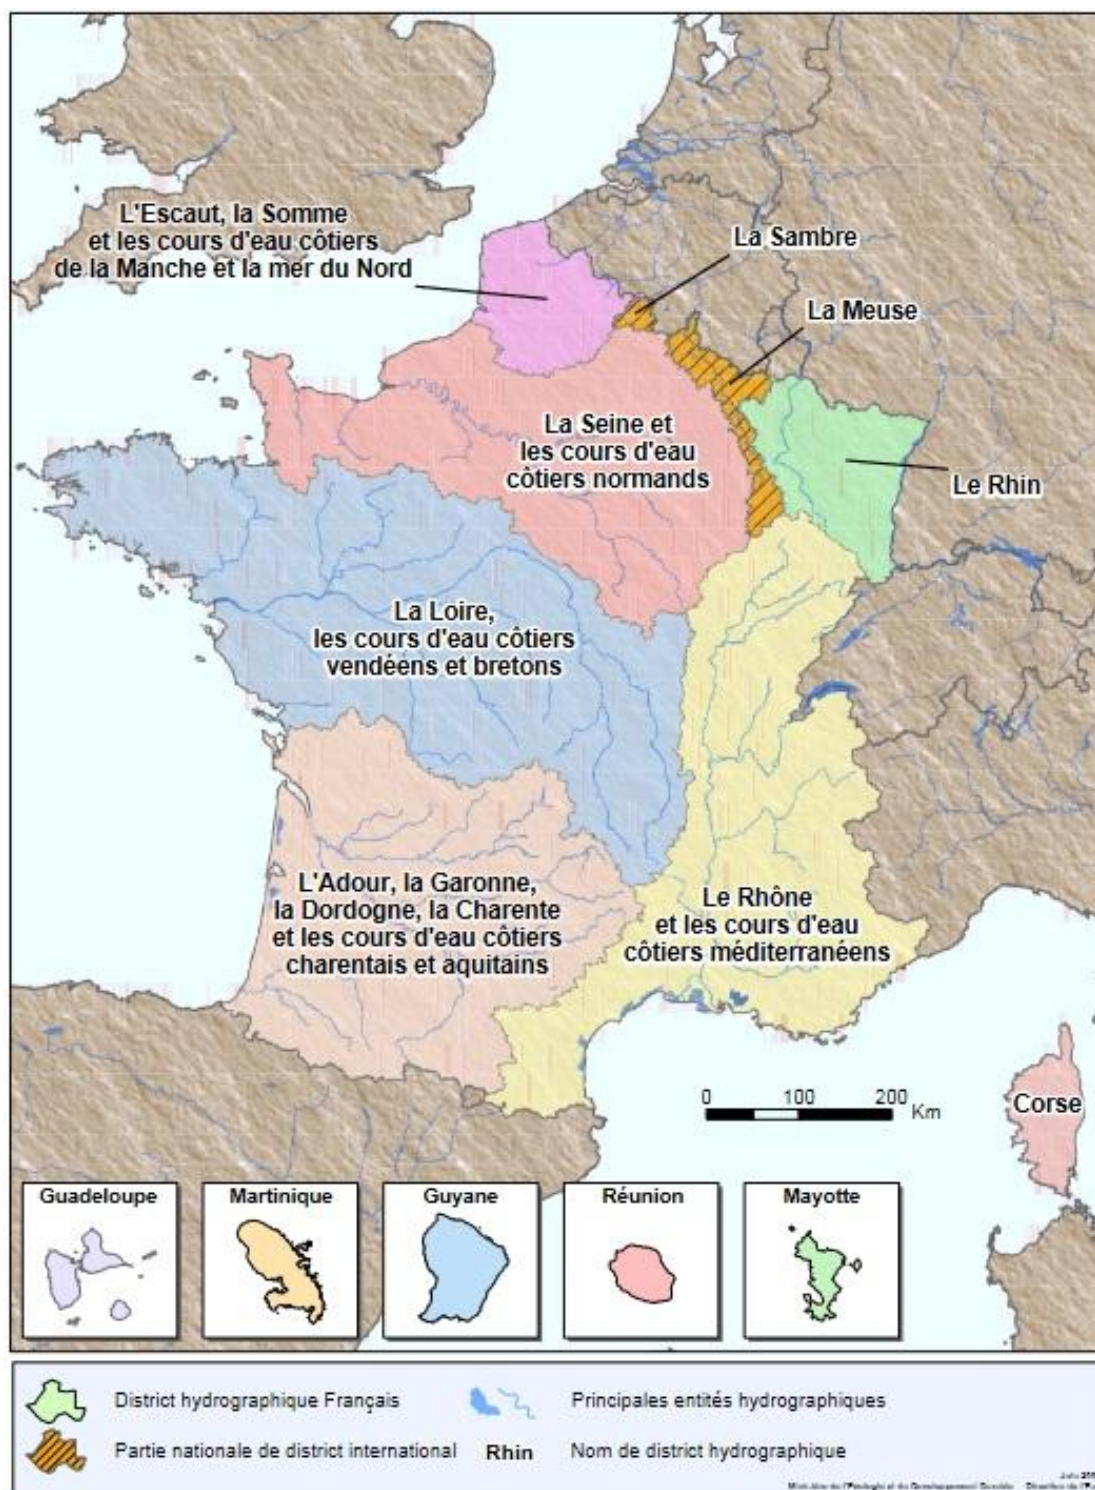 L'Escaut, la Somme
et les cours d'eau côtiers
de la Manche et la mer du Nord
La Sambre
La Meuse
La Seine et
les cours d'eau
côtiers normands
Le Rhin
La Loire,
les cours d'eau côtiers
vendéens et bretons
L'Adour, la Garonne,
la Dordogne, la Charente
et les cours d'eau côtiers
charentais et aquitains
Le Rhône
et les cours d'eau
côtiers méditerranéens
0 100 200
Km
Corse
Guadeloupe
Martinique
Guyane
Réunion
Mayotte
District hydrographique Français
Principales entités hydrographiques
Partie nationale de district international
Rhin
Nom de district hydrographique